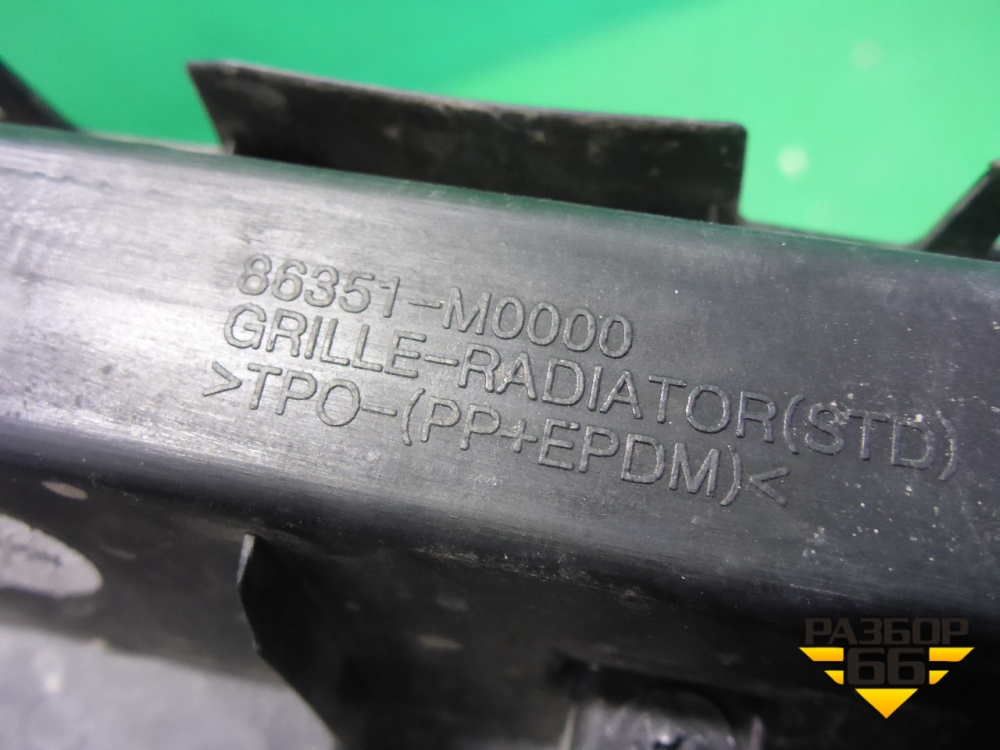 86351-M0000
GRILLE-RADIATOR(STD)
>TPO-(PP+EPDM)<
РАЗБОР
66